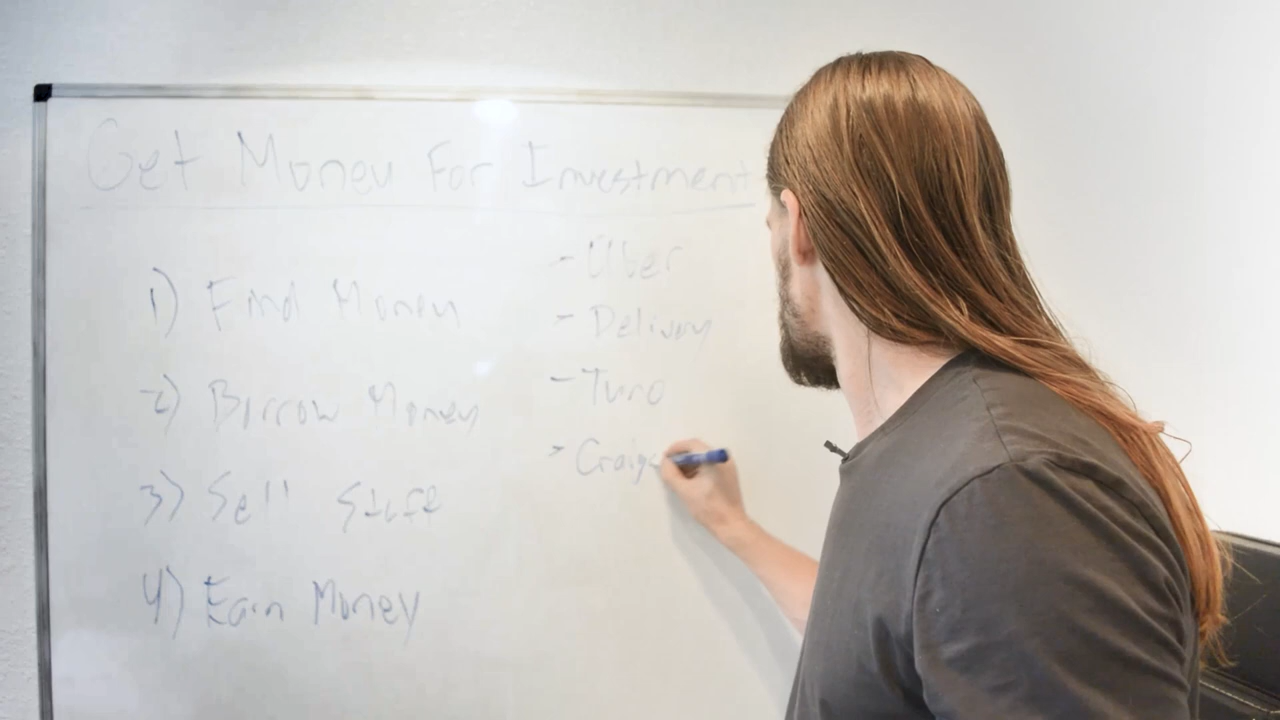 Get Money For Investment
1) Find Money
2) Borrow Money
3) Sell Stuff
4) Earn Money
- Uber
- Delivery
- Turo
- Craigs